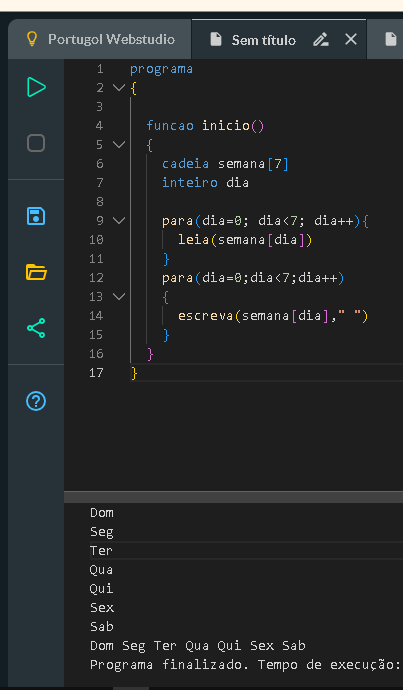 Portugol Webstudio
Sem título
1 programa
2 {
3
4 funcao inicio()
5 {
6 cadeia semana[7]
7 inteiro dia
8
9 para(dia=0; dia<7; dia++){
10 leia(semana[dia])
11 }
12 para(dia=0;dia<7;dia++)
13 {
14 escreva(semana[dia]," ")
15 }
16 }
17 }
Dom
Seg
Ter
Qua
Qui
Sex
Sab
Dom Seg Ter Qua Qui Sex Sab
Programa finalizado. Tempo de execução: